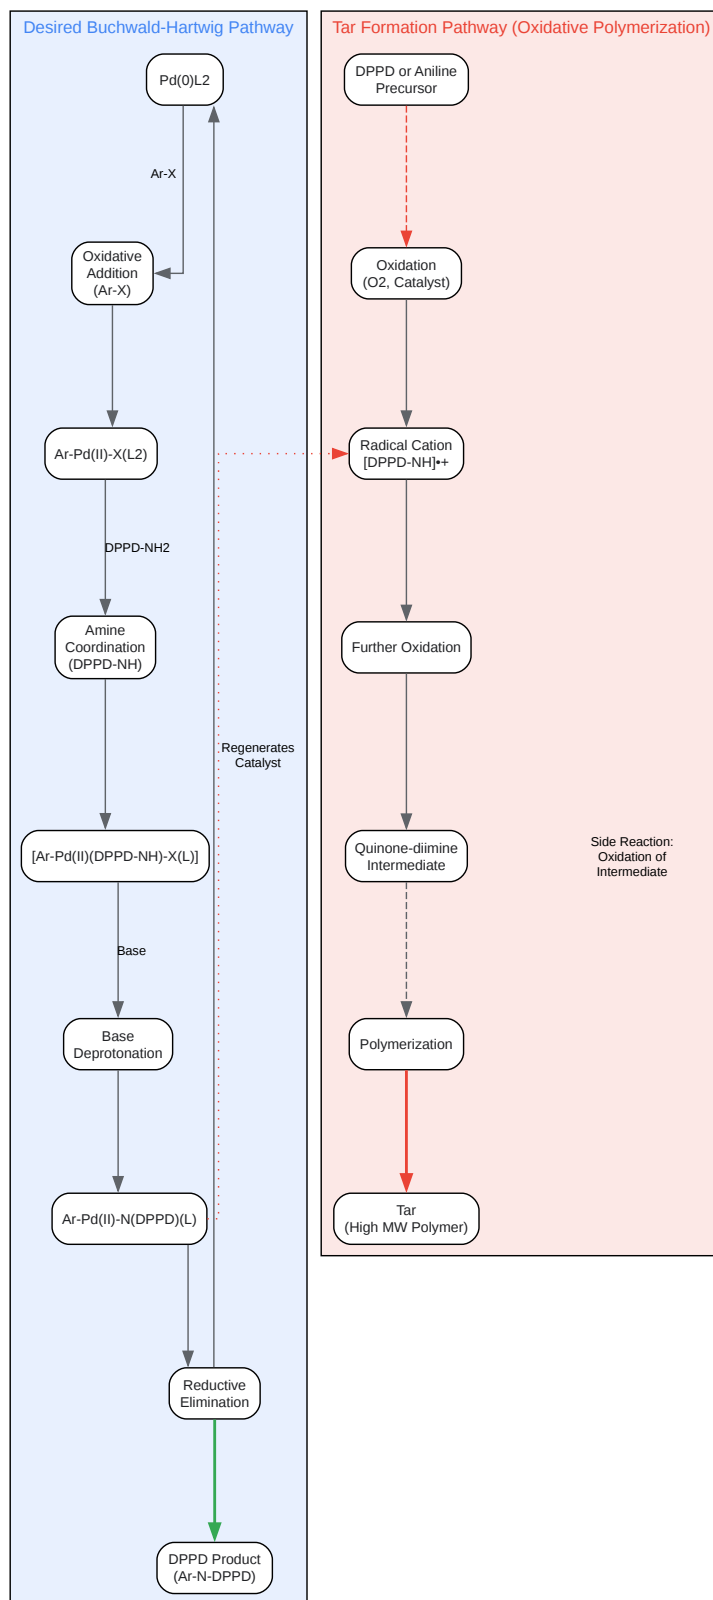 Desired Buchwald-Hartwig Pathway
Pd(0)L2
Ar-X
Oxidative
Addition
(Ar-X)
Ar-Pd(II)-X(L2)
DPPD-NH2
Amine
Coordination
(DPPD-NH)
Regenerates
Catalyst
[Ar-Pd(II)(DPPD-NH)-X(L)]
Base
Base
Deprotonation
Ar-Pd(II)-N(DPPD)(L)
Reductive
Elimination
DPPD Product
(Ar-N-DPPD)
Tar Formation Pathway (Oxidative Polymerization)
DPPD or Aniline
Precursor
Oxidation
(O2, Catalyst)
Radical Cation
[DPPD-NH]•+
Further Oxidation
Quinone-diimine
Intermediate
Side Reaction:
Oxidation of
Intermediate
Polymerization
Tar
(High MW Polymer)